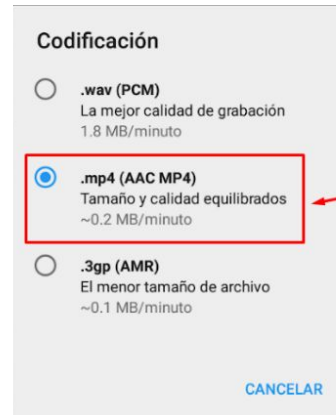 Codificación
.wav (PCM)
La mejor calidad de grabación
1.8 MB/minuto
.mp4 (AAC MP4)
Tamaño y calidad equilibrados
~0.2 MB/minuto
.3gp (AMR)
El menor tamaño de archivo
~0.1 MB/minuto
CANCELAR